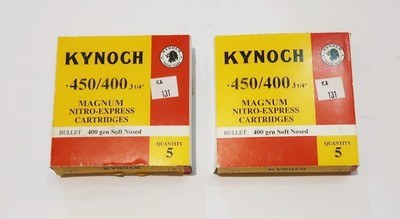 KYNOCH
·450/400 3 1/4"
KA
131
MAGNUM
NITRO-EXPRESS
CARTRIDGES
BULLET 400 grn Soft Nosed
QUANTITY
5
KYNOCH
·450/400 3 1/4"
KA
131
MAGNUM
NITRO-EXPRESS
CARTRIDGES
BULLET 400 grn Soft Nosed
QUANTITY
5